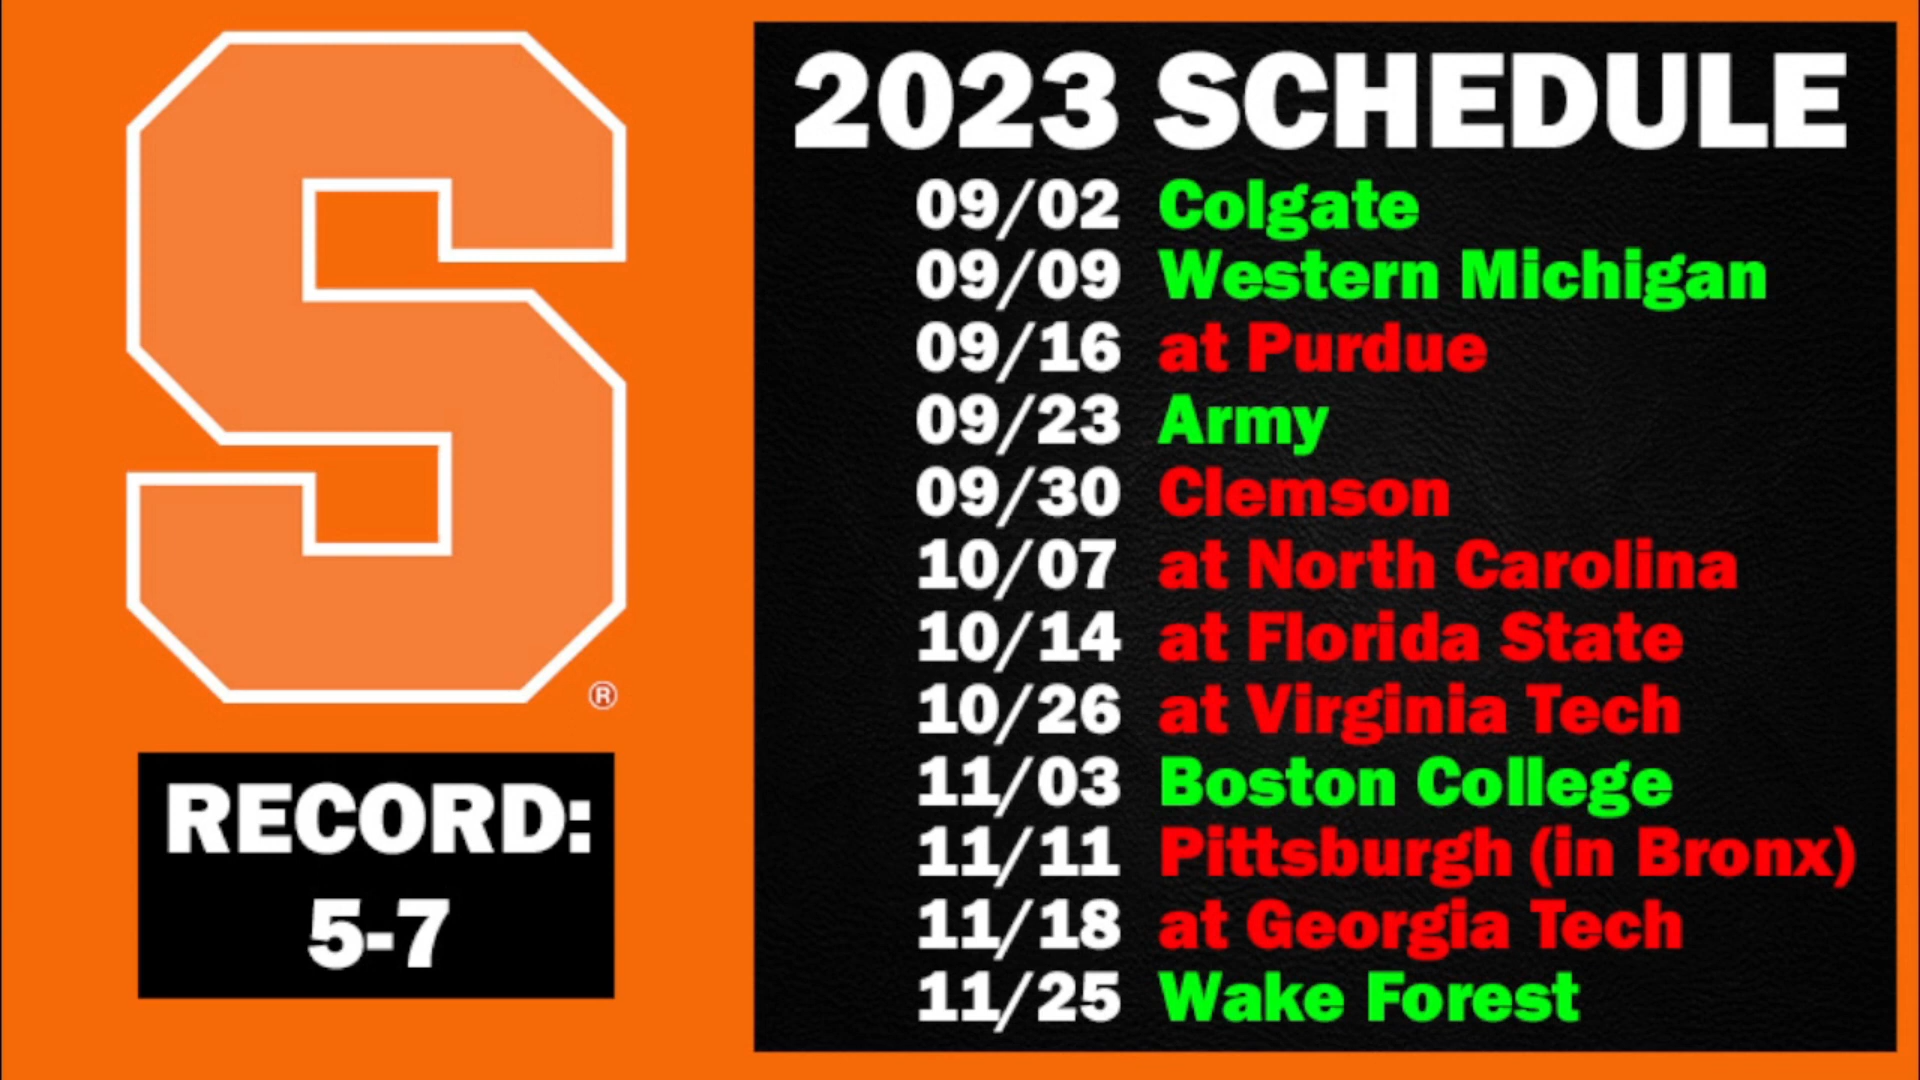 S
®
RECORD:
5-7
2023 SCHEDULE
09/02 Colgate
09/09 Western Michigan
09/16 at Purdue
09/23 Army
09/30 Clemson
10/07 at North Carolina
10/14 at Florida State
10/26 at Virginia Tech
11/03 Boston College
11/11 Pittsburgh (in Bronx)
11/18 at Georgia Tech
11/25 Wake Forest